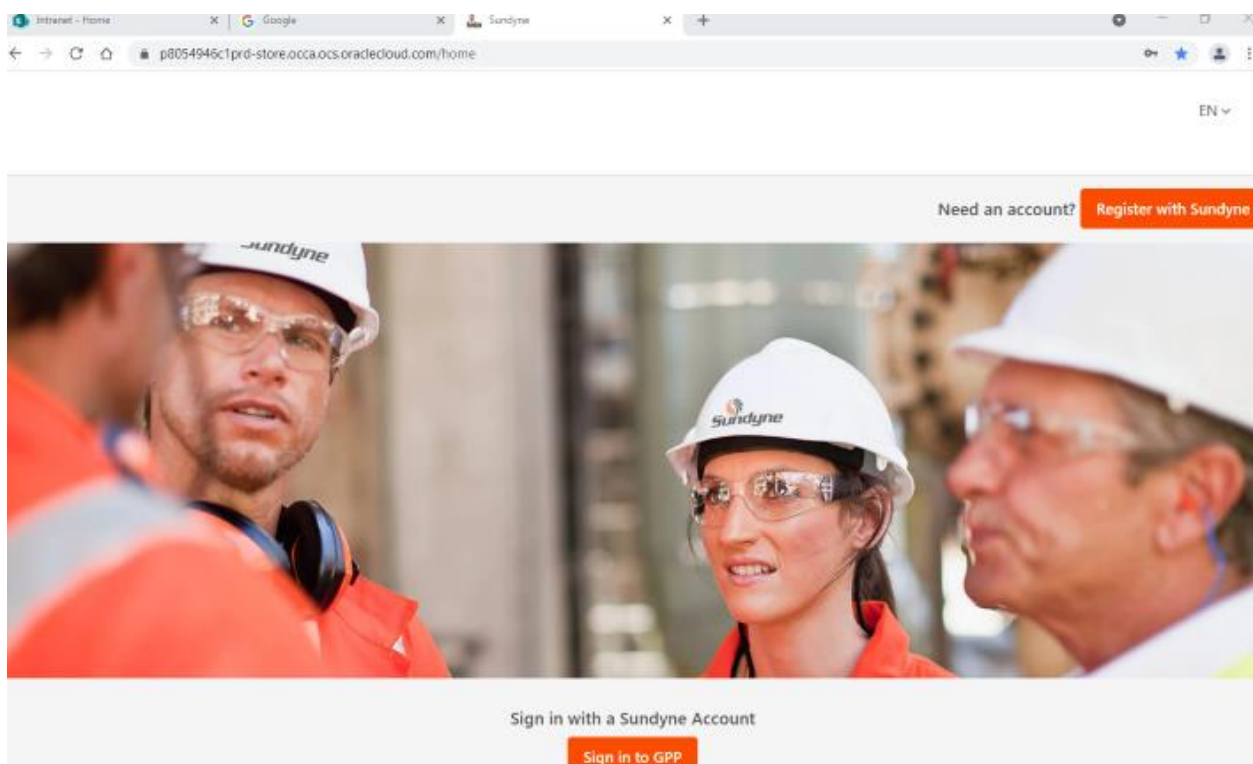 Intranet - Home
Google
Sundyne
p8054946c1prd-store.occa.ocs.oraclecloud.com/home
EN
Need an account?
Register with Sundyne
Sundyne
Sundyne
Sign in with a Sundyne Account
Sign in to GPP